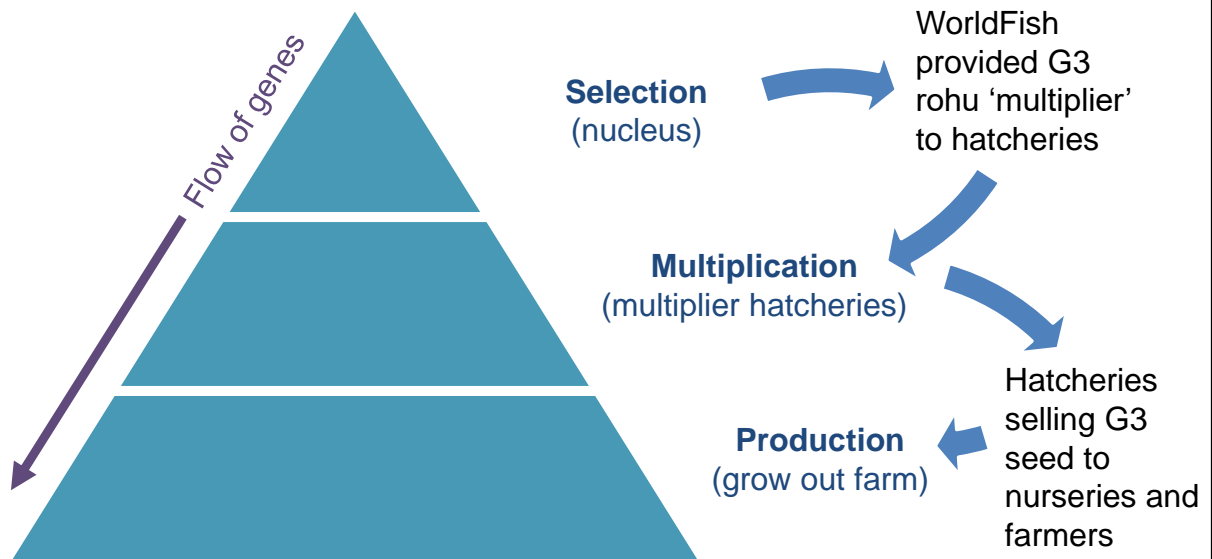 Flow of genes
Selection
(nucleus)
WorldFish
provided G3
rohu ‘multiplier’
to hatcheries
Multiplication
(multiplier hatcheries)
Hatcheries
selling G3
seed to
nurseries and
farmers
Production
(grow out farm)